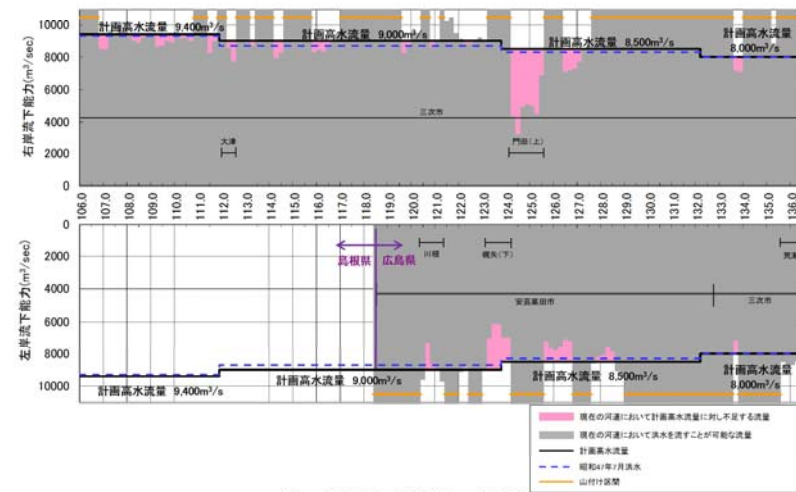 右岸流下能力(m³/sec)
10000
8000
6000
4000
2000
0
計画高水流量 9,400m³/s
計画高水流量 9,000m³/s
計画高水流量 8,500m³/s
計画高水流量
8,000m³/s
三次市
大津
門田(上)
106.0 107.0 108.0 109.0 110.0 111.0 112.0 113.0 114.0 115.0 116.0 117.0 118.0 119.0 120.0 121.0 122.0 123.0 124.0 125.0 126.0 127.0 128.0 129.0 130.0 131.0 132.0 133.0 134.0 135.0 136.0
左岸流下能力(m³/sec)
0
2000
4000
6000
8000
10000
島根県 広島県
川根
安芸高田市
三次市
計画高水流量 9,400m³/s
計画高水流量 9,000m³/s
計画高水流量 8,500m³/s
計画高水流量
8,000m³/s
現在の河道において計画高水流量に対し不足する流量
現在の河道において洪水を流すことが可能な流量
計画高水流量
昭和47年7月洪水
山付け区間